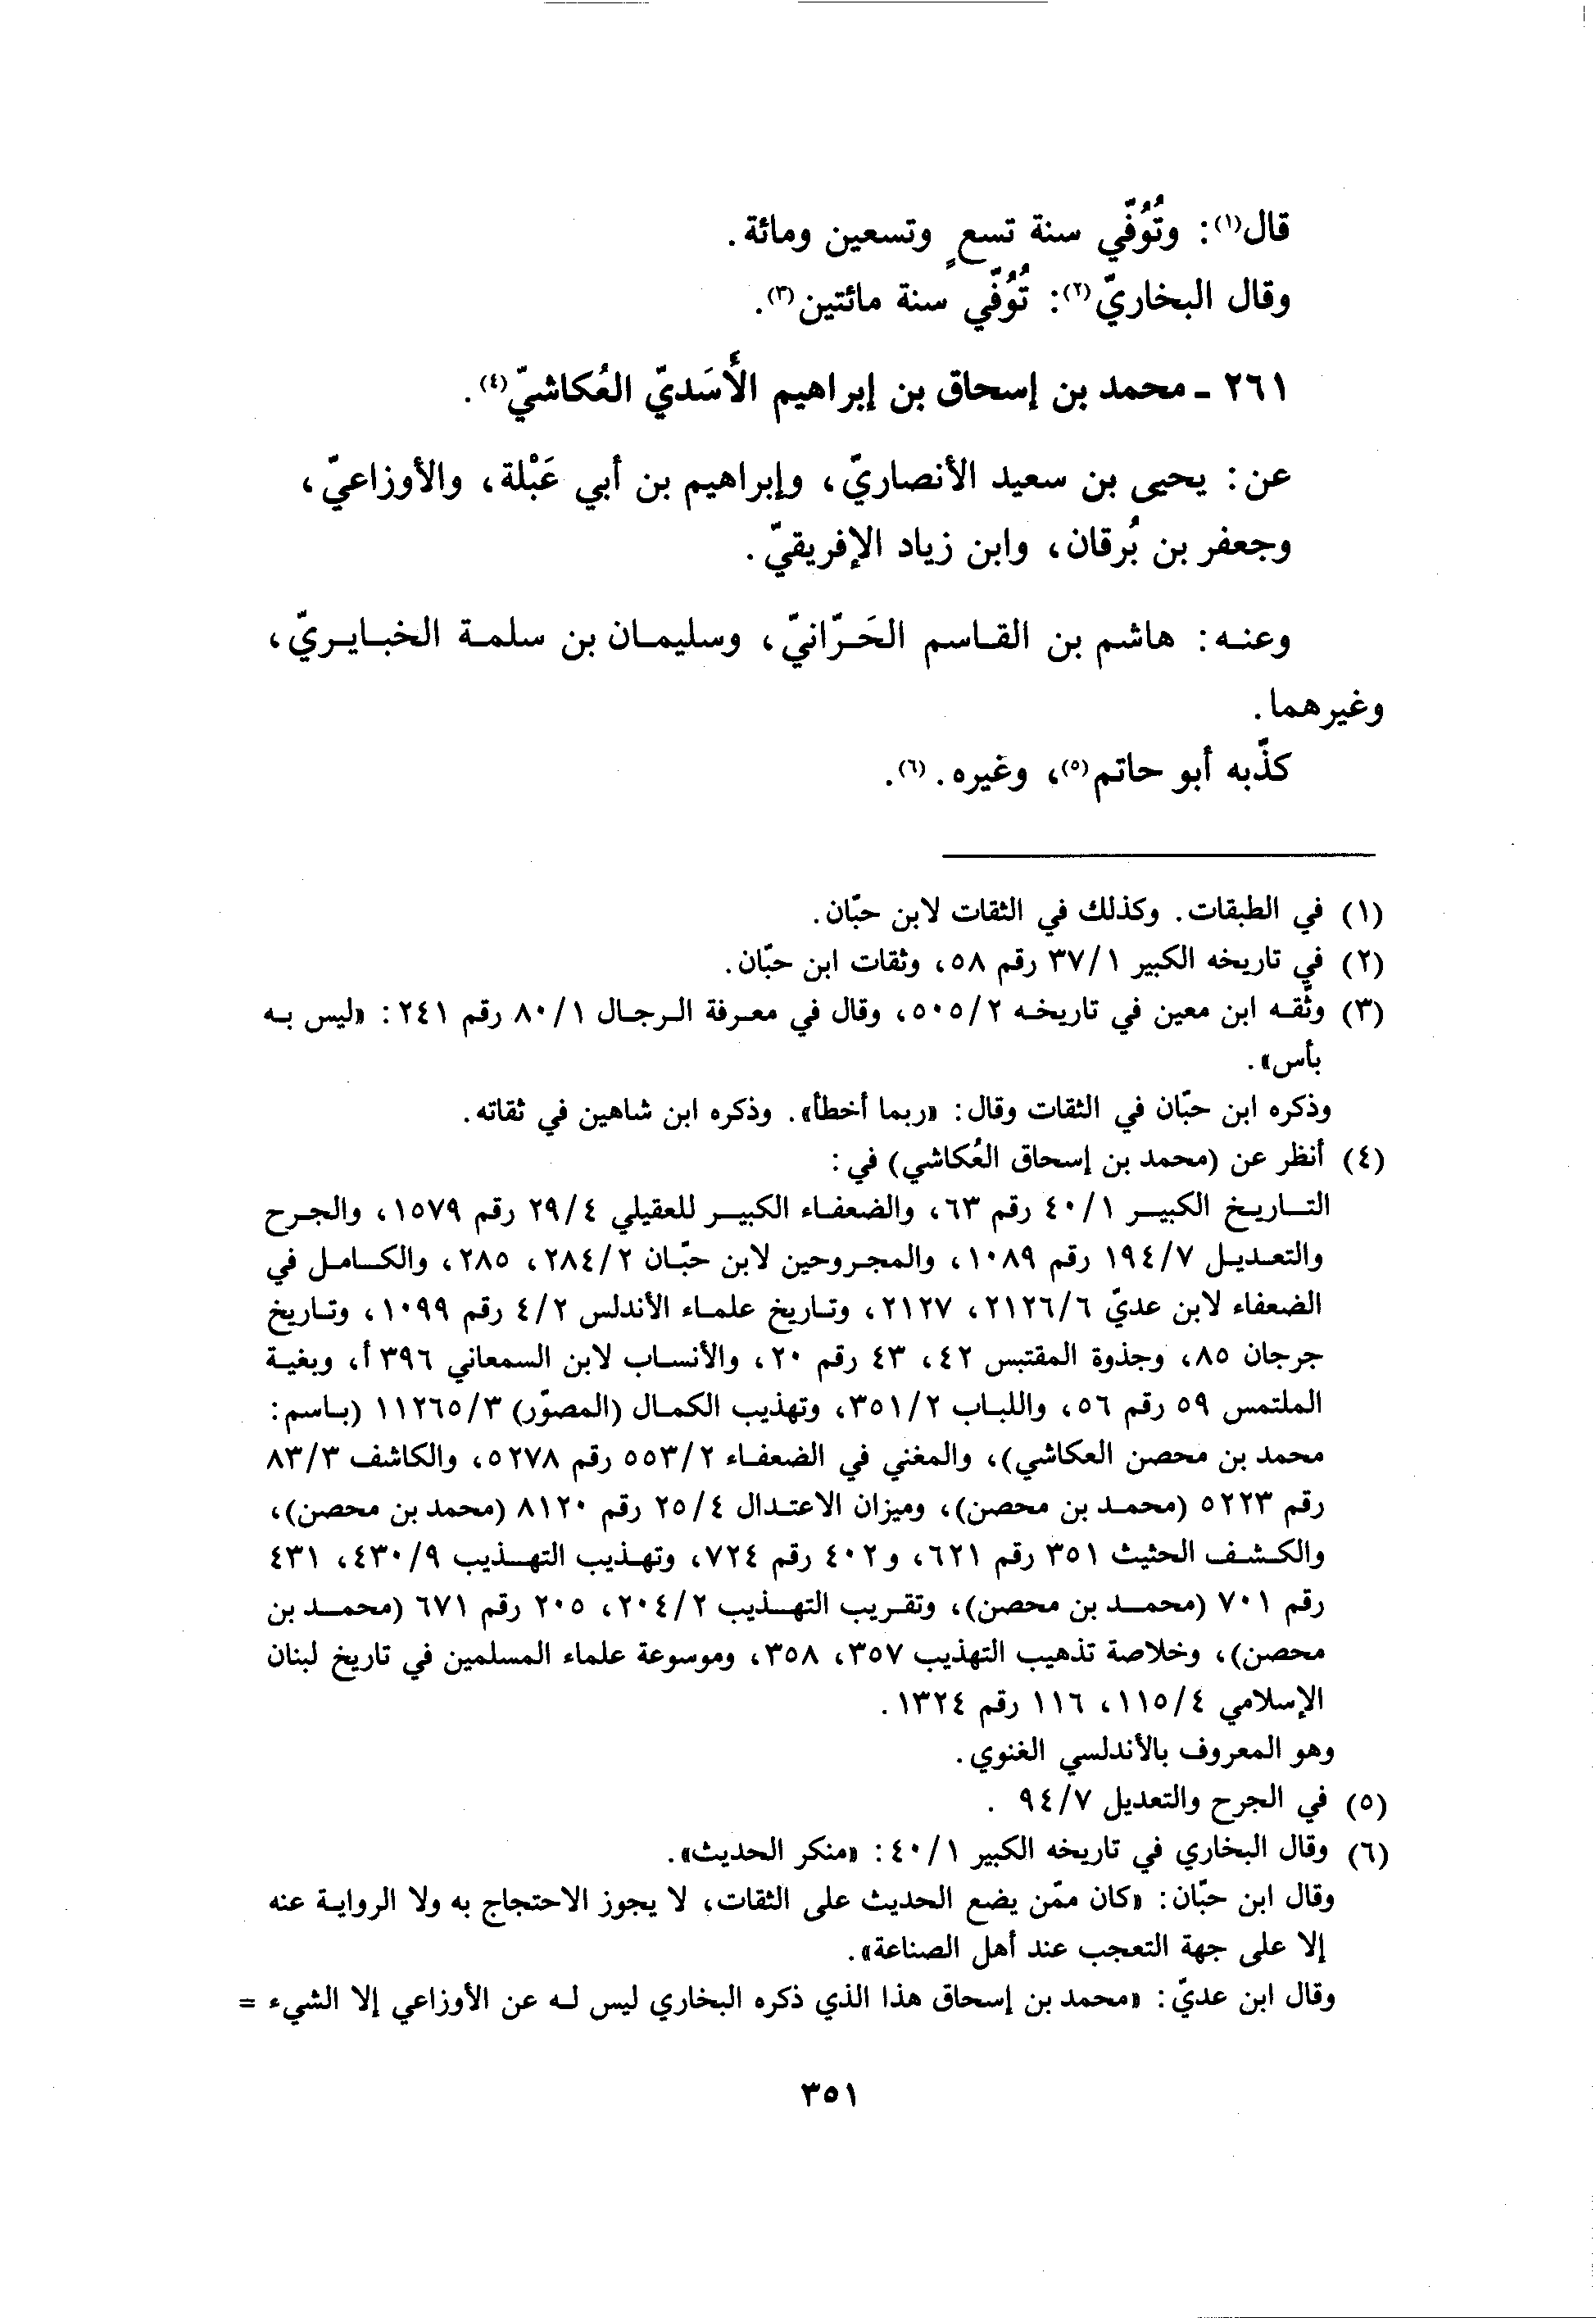 قال(١): وتُوُفّي سنة تسعٍ وتسعين ومائة.
وقال البخاريّ(٢): تُوُفّي سنة مائتين(٣).
٢٦١ ـ محمد بن إسحاق بن إبراهيم الأَسَديّ العُكاشيّ(٤).
عن: يحيى بن سعيد الأنصاريّ، وإبراهيم بن أبي عَبْلة، والأوزاعيّ،
وجعفر بن بُرقان، وابن زياد الإفريقيّ.
وعنه: هاشم بن القاسم الحَرّانيّ، وسليمان بن سلمة الخبايريّ،
وغيرهما.
كذّبه أبو حاتم(٥)، وغيره.(٦).
(١) في الطبقات. وكذلك في الثقات لابن حبّان.
(٢) في تاريخه الكبير ٣٧/١ رقم ٥٨، وثقات ابن حبّان.
(٣) وثّقه ابن معين في تاريخه ٥٠٥/٢، وقال في معرفة الرجال ٨٠/١ رقم ٢٤١: «ليس به
بأس».
وذكره ابن حبّان في الثقات وقال: «ربما أخطأ». وذكره ابن شاهين في ثقاته.
(٤) أنظر عن (محمد بن إسحاق العُكاشي) في:
التاريخ الكبير ٤٠/١ رقم ٦٣، والضعفاء الكبير للعقيلي ٢٩/٤ رقم ١٥٧٩، والجرح
والتعديل ١٩٤/٧ رقم ١٠٨٩، والمجروحين لابن حبّان ٢٨٤/٢، ٢٨٥، والكامل في
الضعفاء لابن عديّ ٢١٢٦/٦، ٢١٢٧، وتاريخ علماء الأندلس ٤/٢ رقم ١٠٩٩، وتاريخ
جرجان ٨٥، وجذوة المقتبس ٤٢، ٤٣ رقم ٢٠، والأنساب لابن السمعاني ٣٩٦أ، وبغية
الملتمس ٥٩ رقم ٥٦، واللباب ٣٥١/٢، وتهذيب الكمال (المصوّر) ١١٢٦٥/٣ (باسم:
محمد بن محصن العكاشي)، والمغني في الضعفاء ٥٥٣/٢ رقم ٥٢٧٨، والكاشف ٨٣/٣
رقم ٥٢٢٣ (محمد بن محصن)، وميزان الاعتدال ٢٥/٤ رقم ٨١٢٠ (محمد بن محصن)،
والكشف الحثيث ٣٥١ رقم ٦٢١، و٤٠٢ رقم ٧٢٤، وتهذيب التهذيب ٤٣٠/٩، ٤٣١
رقم ٧٠١ (محمد بن محصن)، وتقريب التهذيب ٢٠٤/٢، ٢٠٥ رقم ٦٧١ (محمد بن
محصن)، وخلاصة تذهيب التهذيب ٣٥٧، ٣٥٨، وموسوعة علماء المسلمين في تاريخ لبنان
الإسلامي ١١٥/٤، ١١٦ رقم ١٣٢٤.
وهو المعروف بالأندلسي الغنوي.
(٥) في الجرح والتعديل ٩٤/٧ .
(٦) وقال البخاري في تاريخه الكبير ٤٠/١: «منكر الحديث».
وقال ابن حبّان: «كان ممّن يضع الحديث على الثقات، لا يجوز الاحتجاج به ولا الرواية عنه
إلا على جهة التعجب عند أهل الصناعة».
وقال ابن عديّ: «محمد بن إسحاق هذا الذي ذكره البخاري ليس له عن الأوزاعي إلا الشيء =
٣٥١